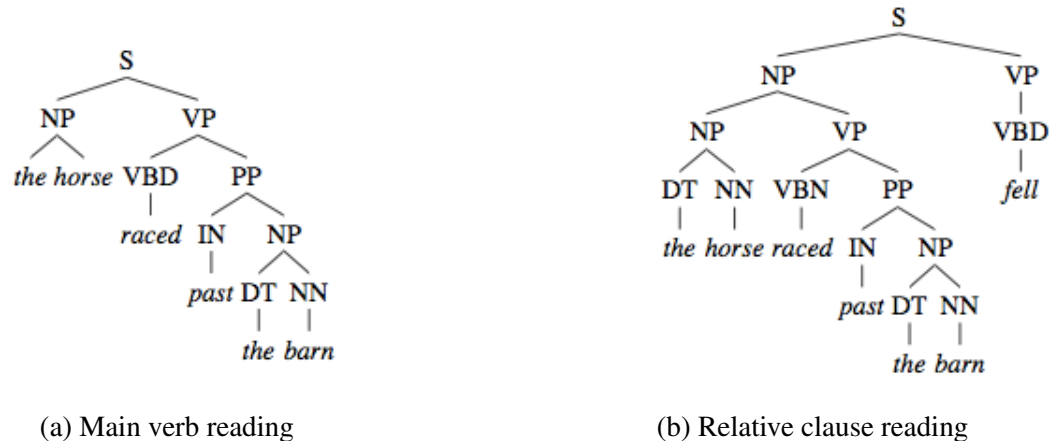 S
S
NP VP
NP VP
NP VP VBD
the horse VBD PP
DT NN VBN PP fell
raced IN NP
the horse raced IN NP
past DT NN
past DT NN
the barn
the barn
(a) Main verb reading
(b) Relative clause reading